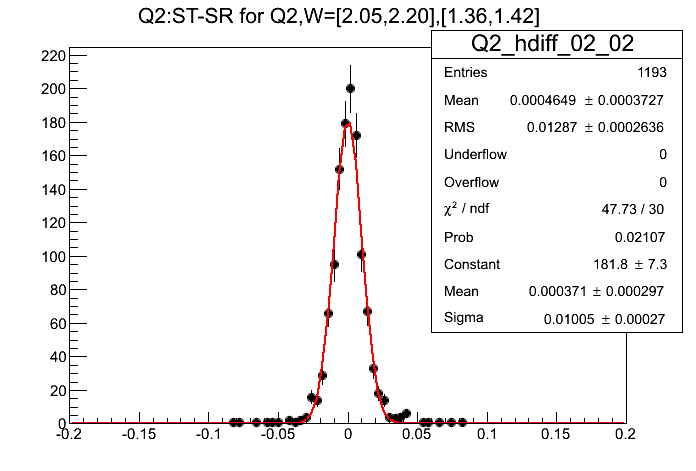 Q2:ST-SR for Q2,W=[2.05,2.20],[1.36,1.42]
Q2_hdiff_02_02
Entries 1193
Mean 0.0004649 ± 0.0003727
RMS 0.01287 ± 0.0002636
Underflow 0
Overflow 0
χ² / ndf 47.73 / 30
Prob 0.02107
Constant 181.8 ± 7.3
Mean 0.000371 ± 0.000297
Sigma 0.01005 ± 0.00027
220
200
180
160
140
120
100
80
60
40
20
0
-0.2 -0.15 -0.1 -0.05 0 0.05 0.1 0.15 0.2